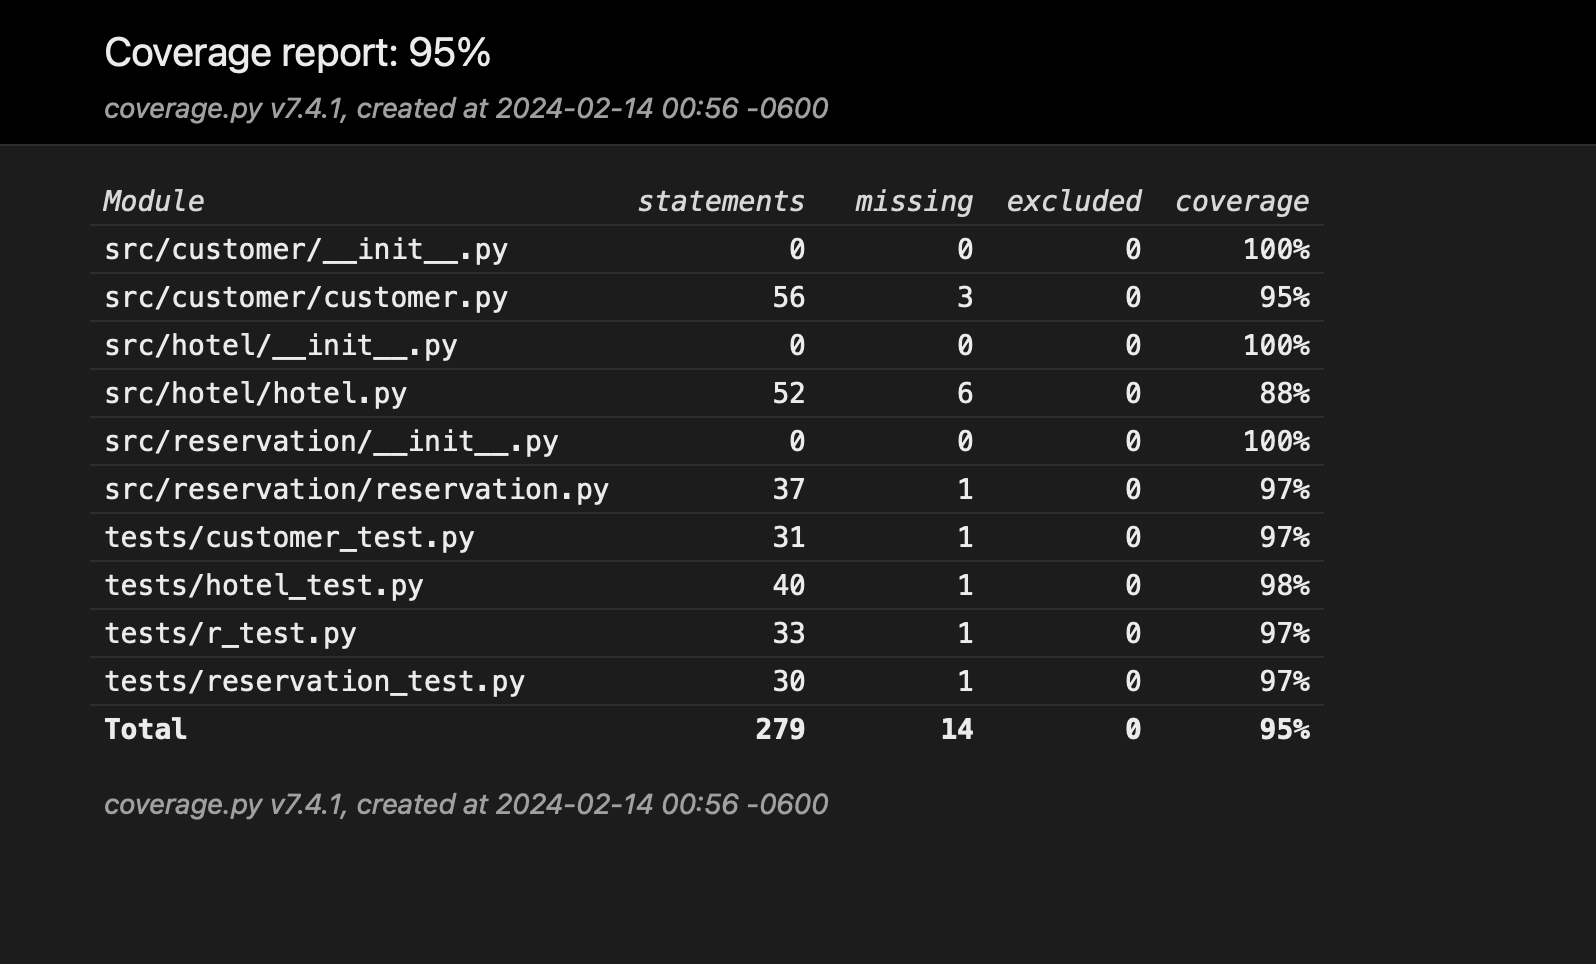 Coverage report: 95%
coverage.py v7.4.1, created at 2024-02-14 00:56 -0600
Module statements missing excluded coverage
src/customer/__init__.py 0 0 0 100%
src/customer/customer.py 56 3 0 95%
src/hotel/__init__.py 0 0 0 100%
src/hotel/hotel.py 52 6 0 88%
src/reservation/__init__.py 0 0 0 100%
src/reservation/reservation.py 37 1 0 97%
tests/customer_test.py 31 1 0 97%
tests/hotel_test.py 40 1 0 98%
tests/r_test.py 33 1 0 97%
tests/reservation_test.py 30 1 0 97%
Total 279 14 0 95%
coverage.py v7.4.1, created at 2024-02-14 00:56 -0600